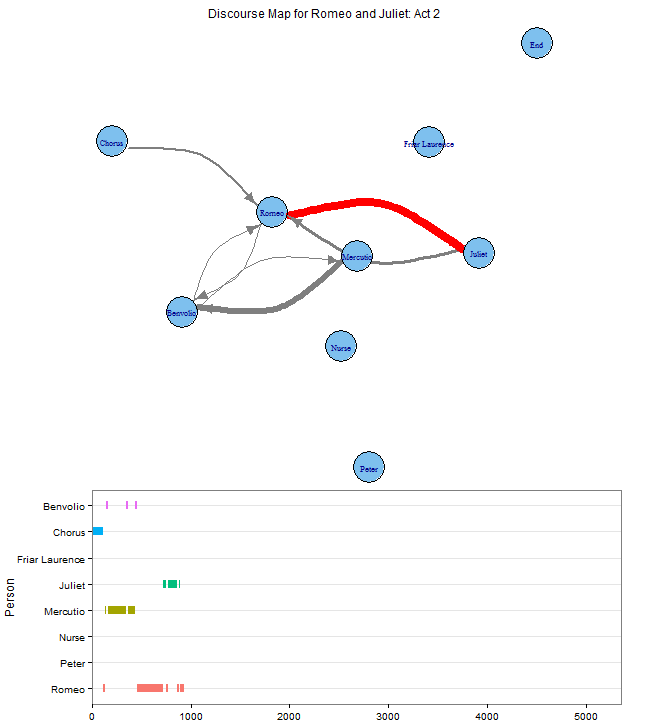 Discourse Map for Romeo and Juliet: Act 2
End
Chorus
Friar Laurence
Romeo
Mercutio
Juliet
Benvolio
Nurse
Peter
Person
Benvolio
Chorus
Friar Laurence
Juliet
Mercutio
Nurse
Peter
Romeo
0 1000 2000 3000 4000 5000